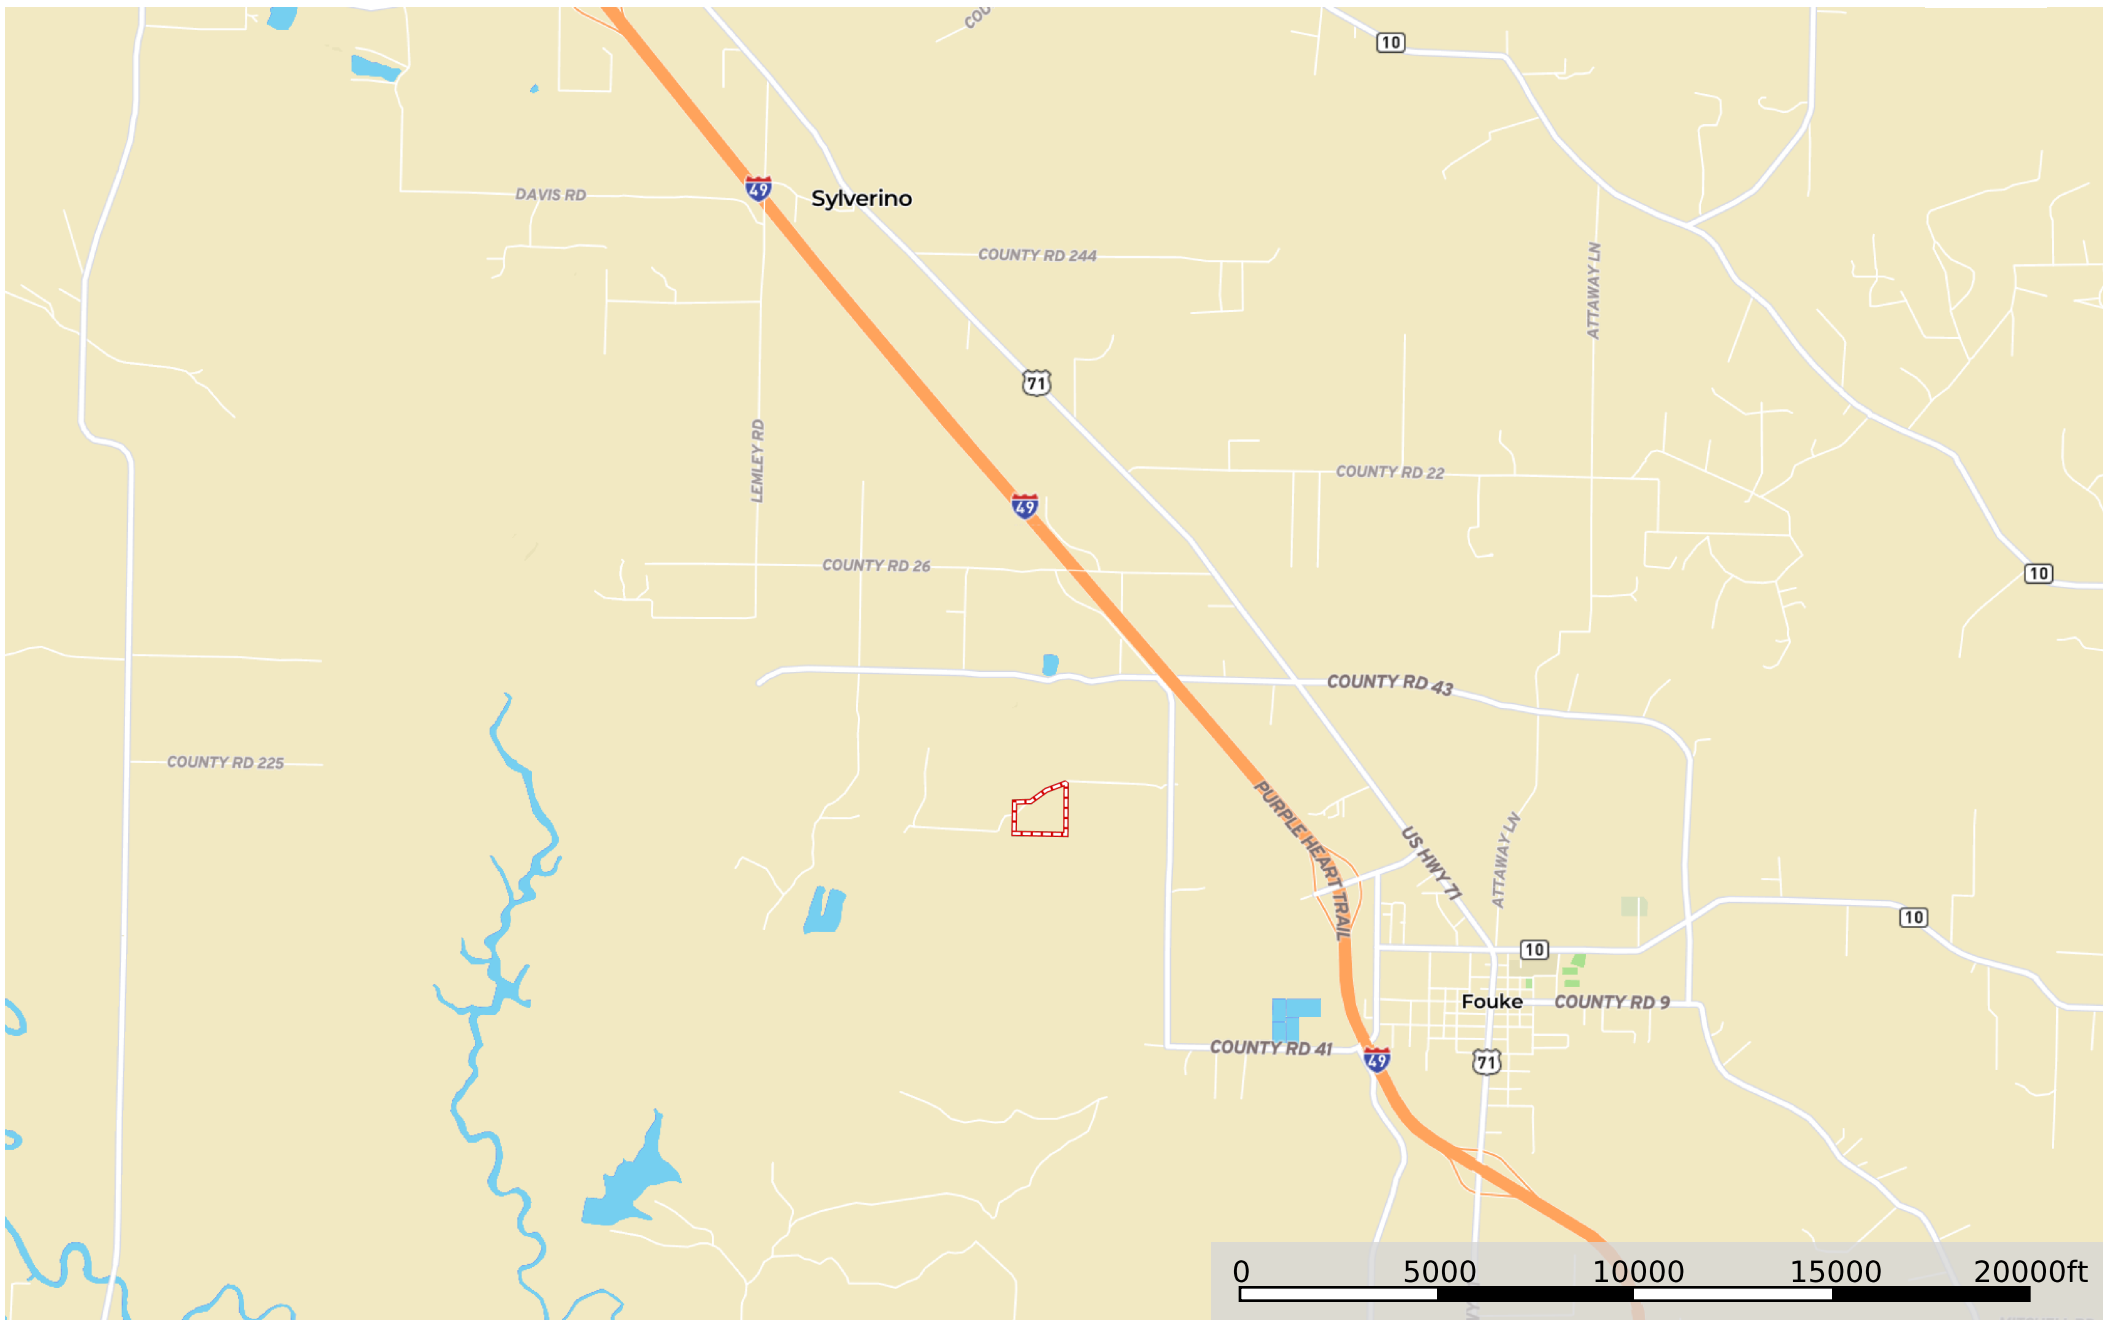 COU
10
49
DAVIS RD
Sylverino
COUNTY RD 244
ATTAWAY LN
71
LEMLEY RD
COUNTY RD 22
49
COUNTY RD 26
10
COUNTY RD 43
COUNTY RD 225
PURPLE HEART TRAIL
US HWY 71
ATTAWAY LN
10
10
Fouke
COUNTY RD 9
COUNTY RD 41
49
71
0 5000 10000 15000 20000ft